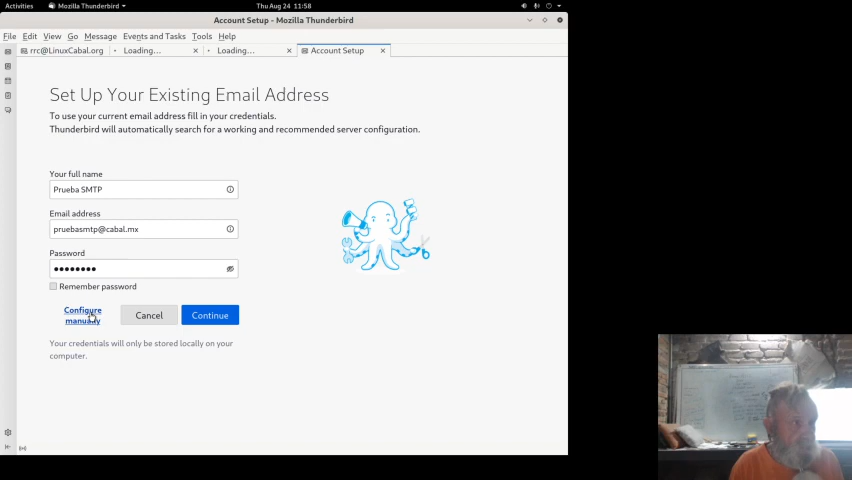 Activities Mozilla Thunderbird Thu Aug 24 11:58
Account Setup - Mozilla Thunderbird
File Edit View Go Message Events and Tasks Tools Help
rrc@LinuxCabal.org Loading... Loading... Account Setup
Set Up Your Existing Email Address
To use your current email address fill in your credentials.
Thunderbird will automatically search for a working and recommended server configuration.
Your full name
Prueba SMTP
Email address
pruebasmtp@cabal.mx
Password
Remember password
Configure
manually
Cancel Continue
Your credentials will only be stored locally on your
computer.